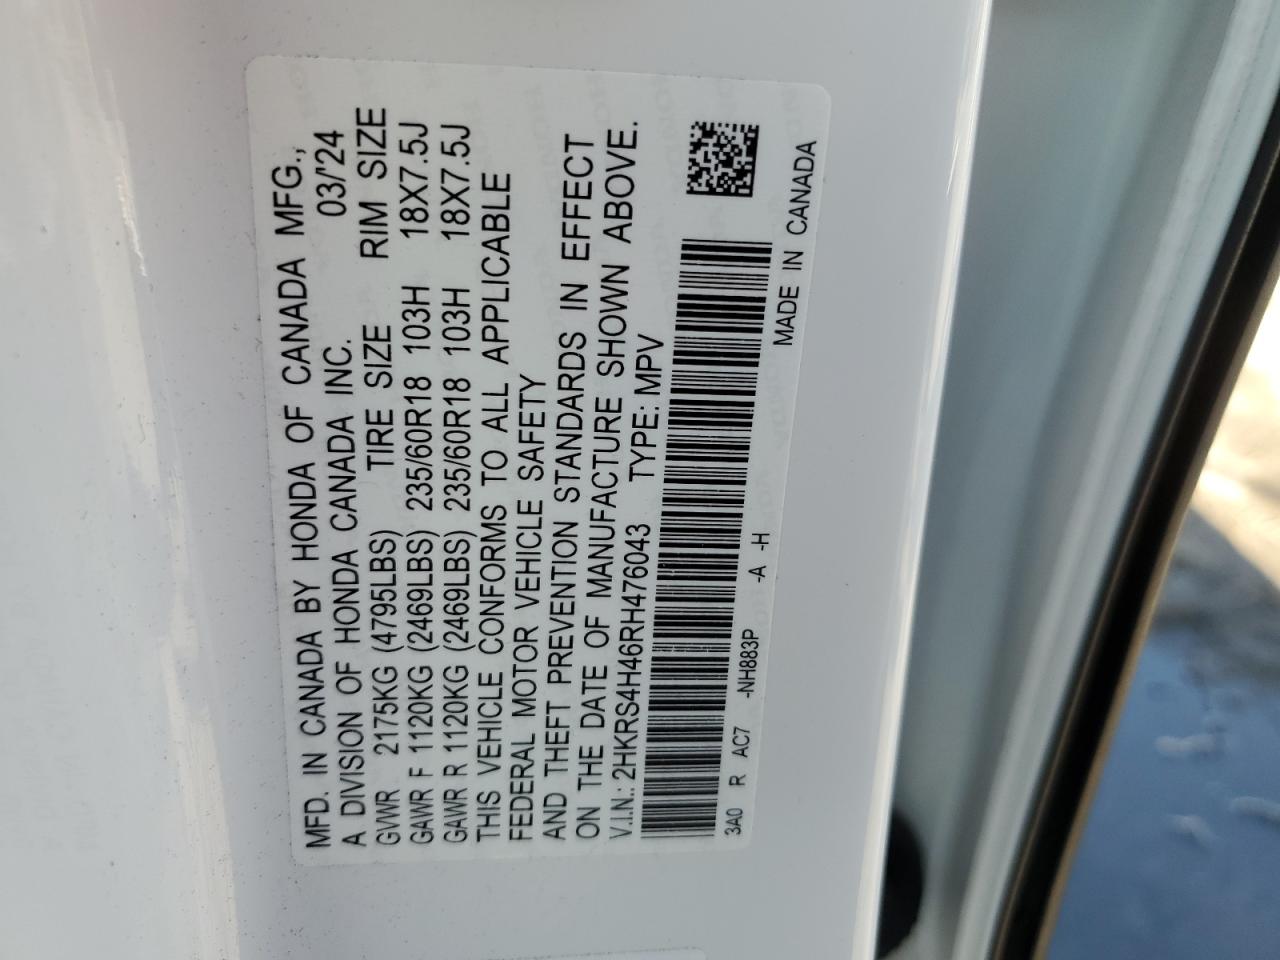 MFD. IN CANADA BY HONDA OF CANADA MFG.,
A DIVISION OF HONDA CANADA INC. 03/'24
GVWR 2175KG (4795LBS) TIRE SIZE RIM SIZE
GAWR F 1120KG (2469LBS) 235/60R18 103H 18X7.5J
GAWR R 1120KG (2469LBS) 235/60R18 103H 18X7.5J
THIS VEHICLE CONFORMS TO ALL APPLICABLE
FEDERAL MOTOR VEHICLE SAFETY
AND THEFT PREVENTION STANDARDS IN EFFECT
ON THE DATE OF MANUFACTURE SHOWN ABOVE.
V.I.N.: 2HKRS4H46RH476043 TYPE: MPV
3A0 R AC7 -NH883P -A -H
MADE IN CANADA